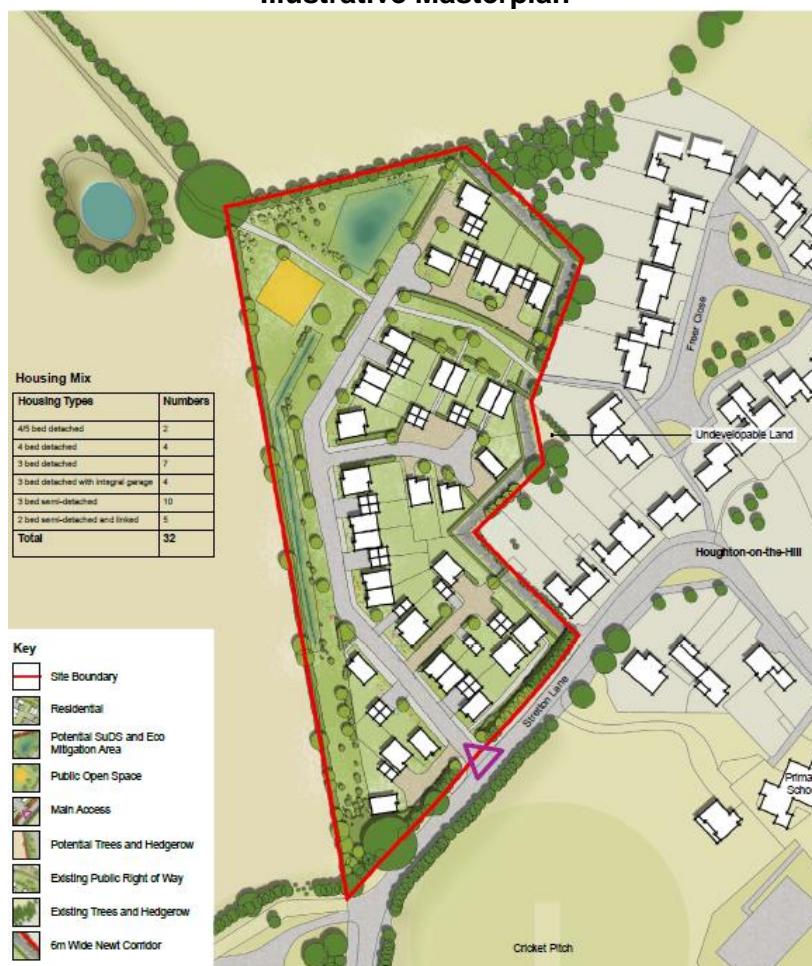 Illustrative Masterplan
Housing Mix
Housing Types Numbers
4/5 bed detached 2
4 bed detached 4
3 bed detached 7
3 bed detached with integral garage 4
3 bed semi-detached 10
2 bed semi-detached and linked 5
Total 32
Freer Close
Undevelopable Land
Houghton-on-the-Hill
Stretton Lane
Prima
Schoo
Cricket Pitch
Key
Site Boundary
Residential
Potential SuDS and Eco
Mitigation Area
Public Open Space
Main Access
Potential Trees and Hedgerow
Existing Public Right of Way
Existing Trees and Hedgerow
6m Wide Newt Corridor